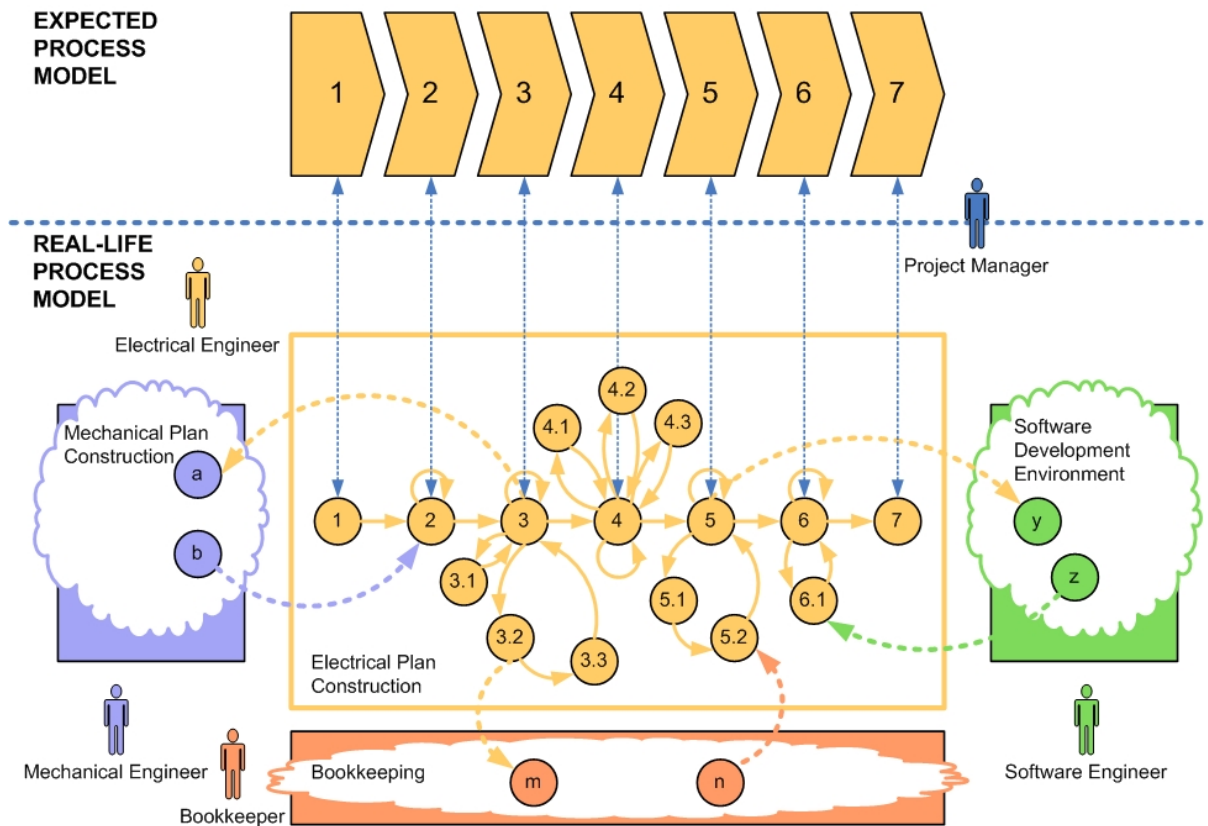 EXPECTED
PROCESS
MODEL
1 2 3 4 5 6 7
REAL-LIFE
PROCESS
MODEL
Project Manager
Electrical Engineer
Mechanical Plan
Construction
a
b
4.2
4.1
4.3
1 2 3 4 5 6 7
3.1
5.1
6.1
3.2
5.2
3.3
Electrical Plan
Construction
Software
Development
Environment
y
z
Mechanical Engineer
Bookkeeper
Bookkeeping
m
n
Software Engineer